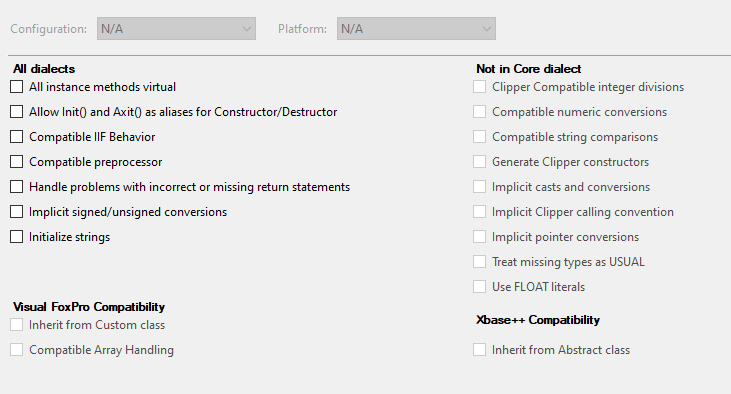 Configuration: N/A Platform: N/A
All dialects
All instance methods virtual
Allow Init() and Axit() as aliases for Constructor/Destructor
Compatible IIF Behavior
Compatible preprocessor
Handle problems with incorrect or missing return statements
Implicit signed/unsigned conversions
Initialize strings
Not in Core dialect
Clipper Compatible integer divisions
Compatible numeric conversions
Compatible string comparisons
Generate Clipper constructors
Implicit casts and conversions
Implicit Clipper calling convention
Implicit pointer conversions
Treat missing types as USUAL
Use FLOAT literals
Visual FoxPro Compatibility
Inherit from Custom class
Compatible Array Handling
Xbase++ Compatibility
Inherit from Abstract class